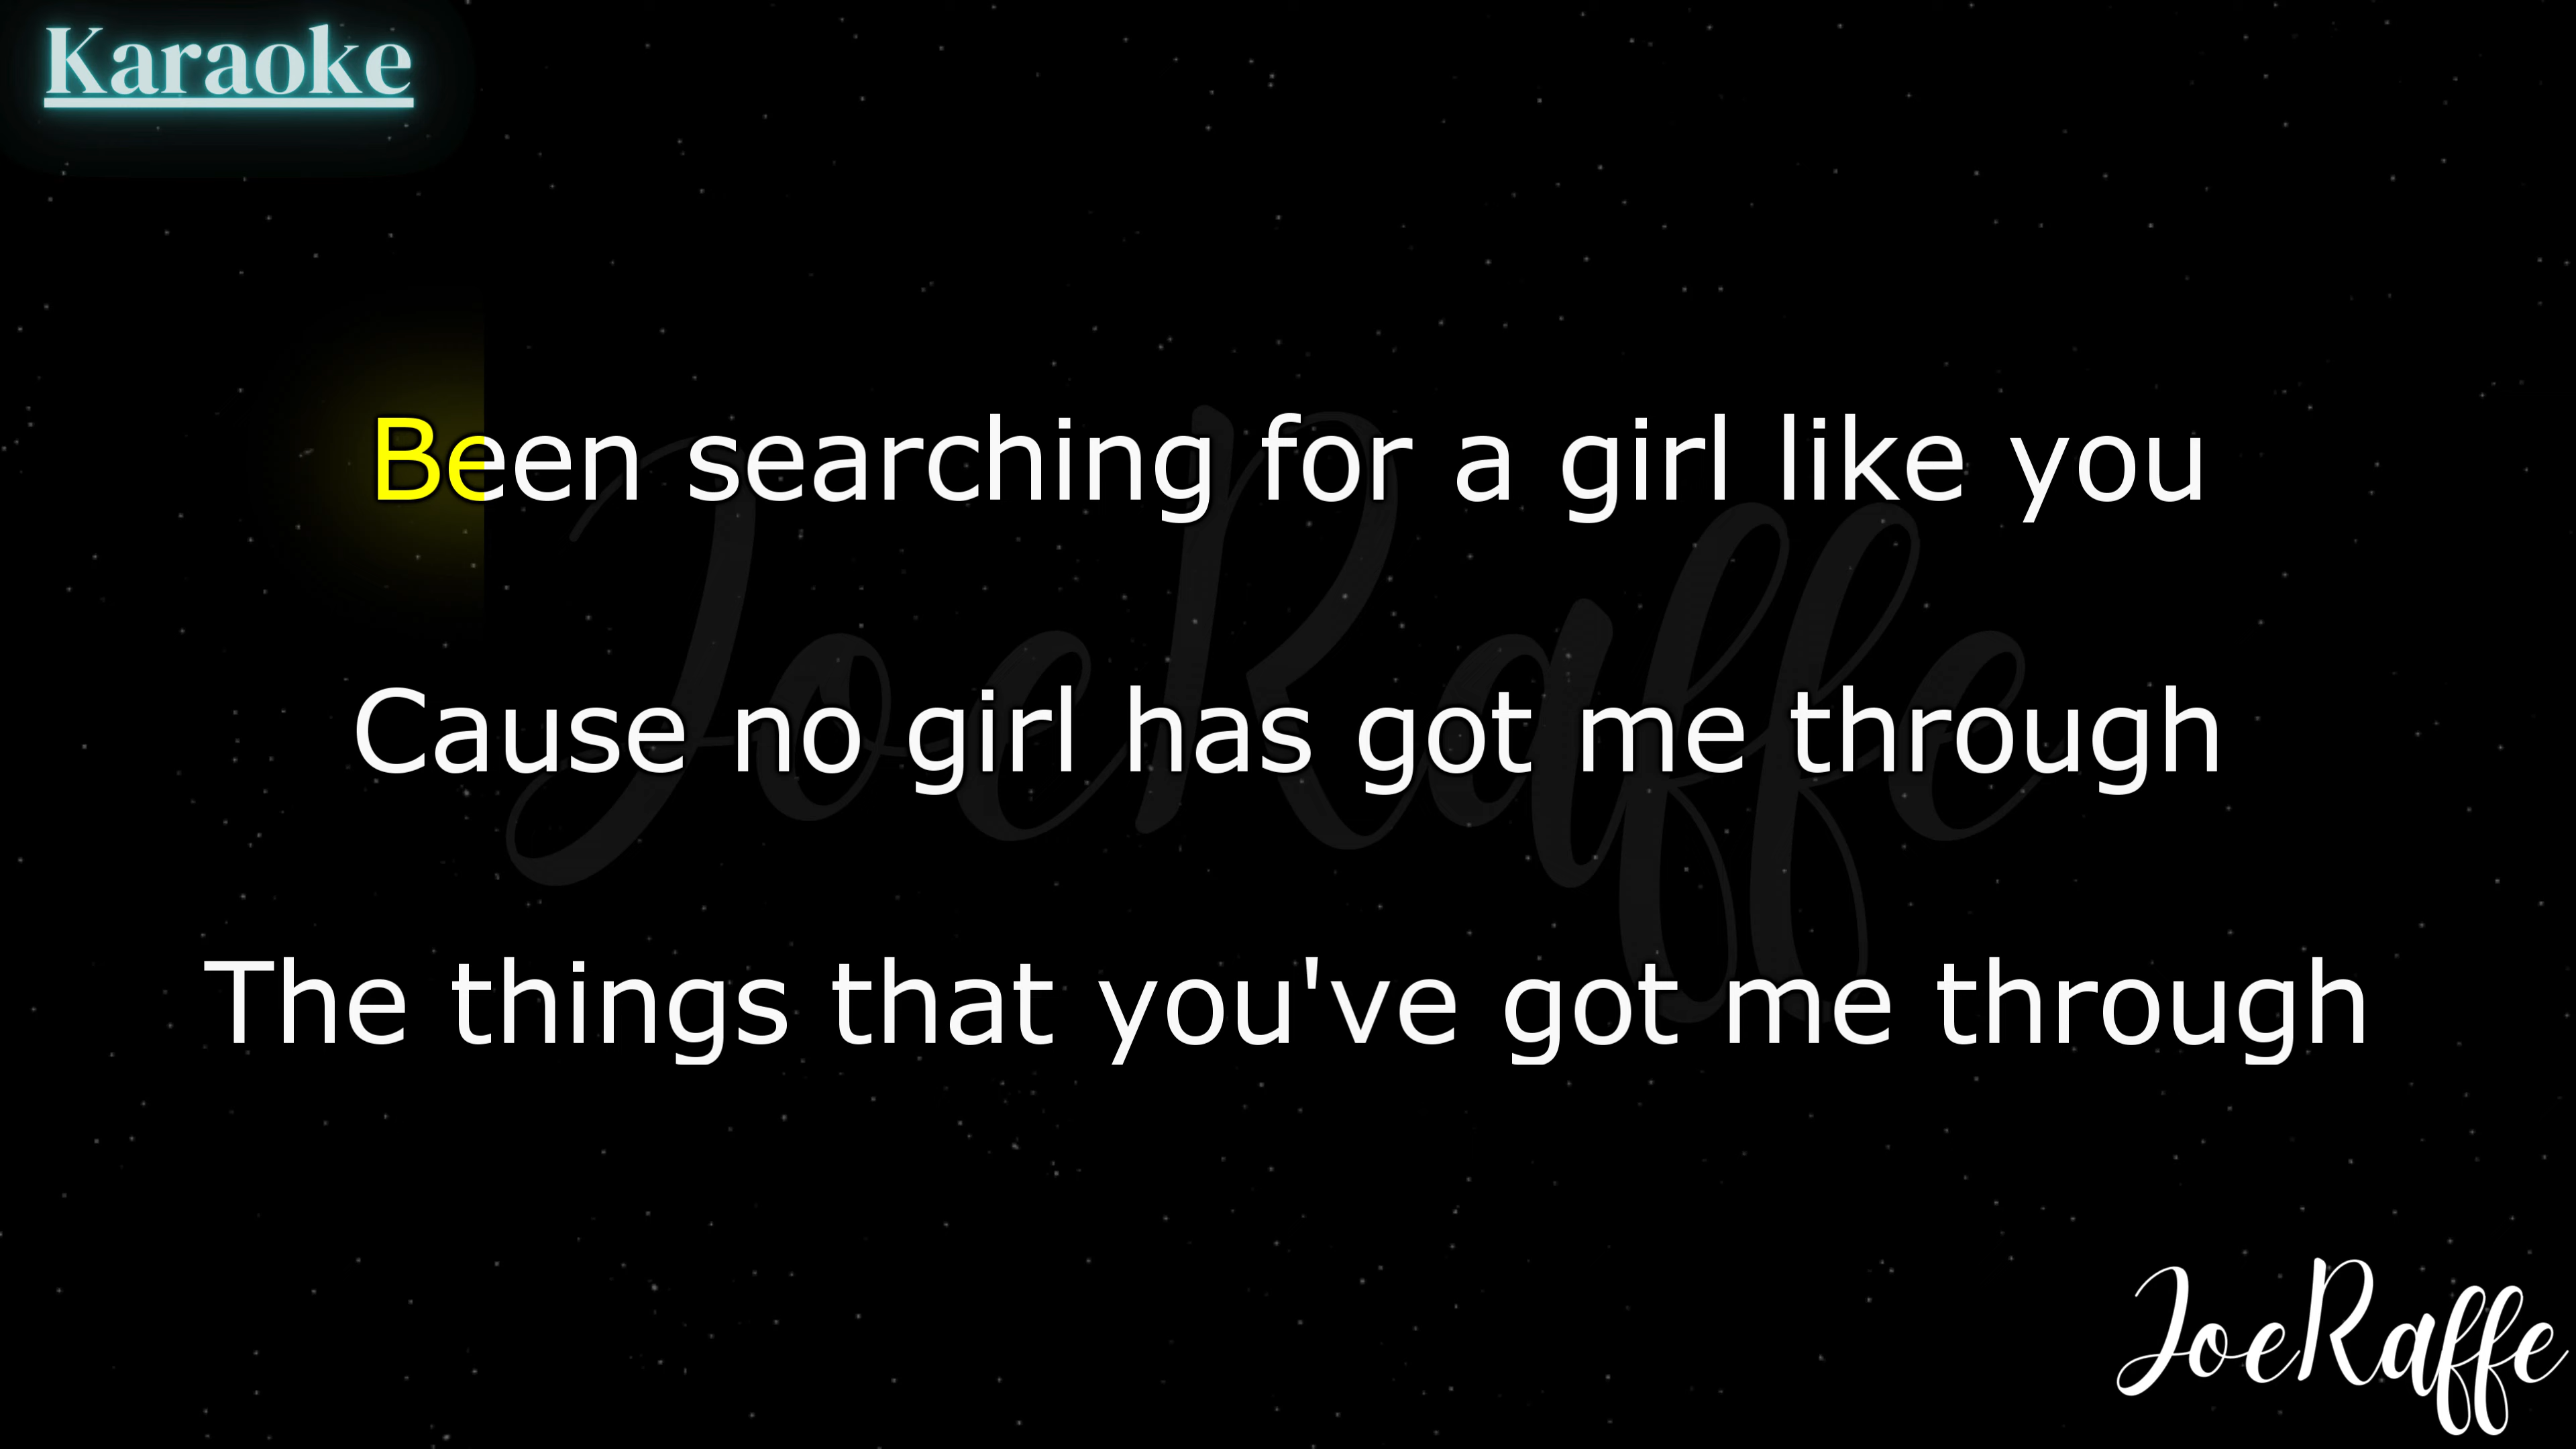 Karaoke
Been searching for a girl like you
Cause no girl has got me through
The things that you've got me through
JoeRaffe
JoeRaffe